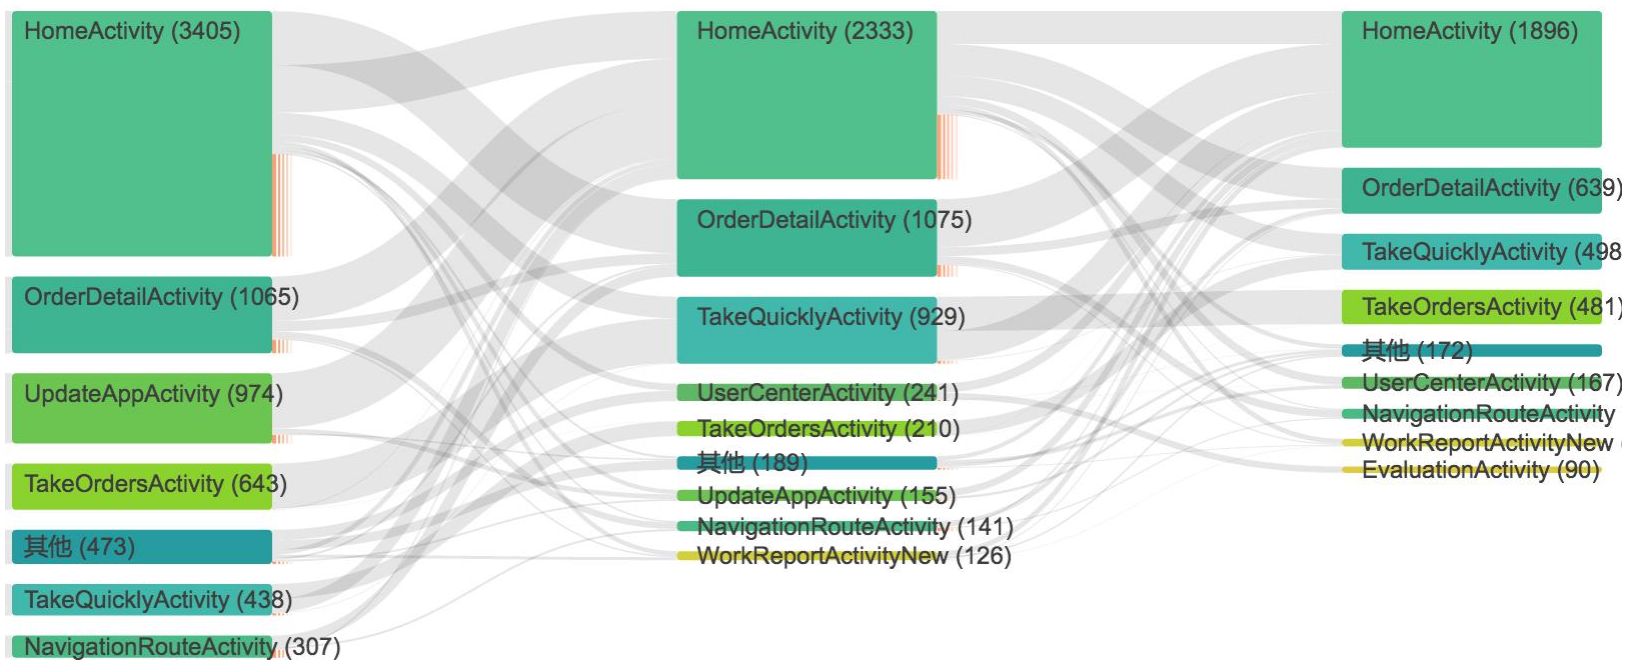 HomeActivity (3405)
OrderDetailActivity (1065)
UpdateAppActivity (974)
TakeOrdersActivity (643)
其他 (473)
TakeQuicklyActivity (438)
NavigationRouteActivity (307)
HomeActivity (2333)
OrderDetailActivity (1075)
TakeQuicklyActivity (929)
UserCenterActivity (241)
TakeOrdersActivity (210)
其他 (189)
UpdateAppActivity (155)
NavigationRouteActivity (141)
WorkReportActivityNew (126)
HomeActivity (1896)
OrderDetailActivity (639)
TakeQuicklyActivity (498
TakeOrdersActivity (481)
其他 (172)
UserCenterActivity (167)
NavigationRouteActivity
WorkReportActivityNew
EvaluationActivity (90)